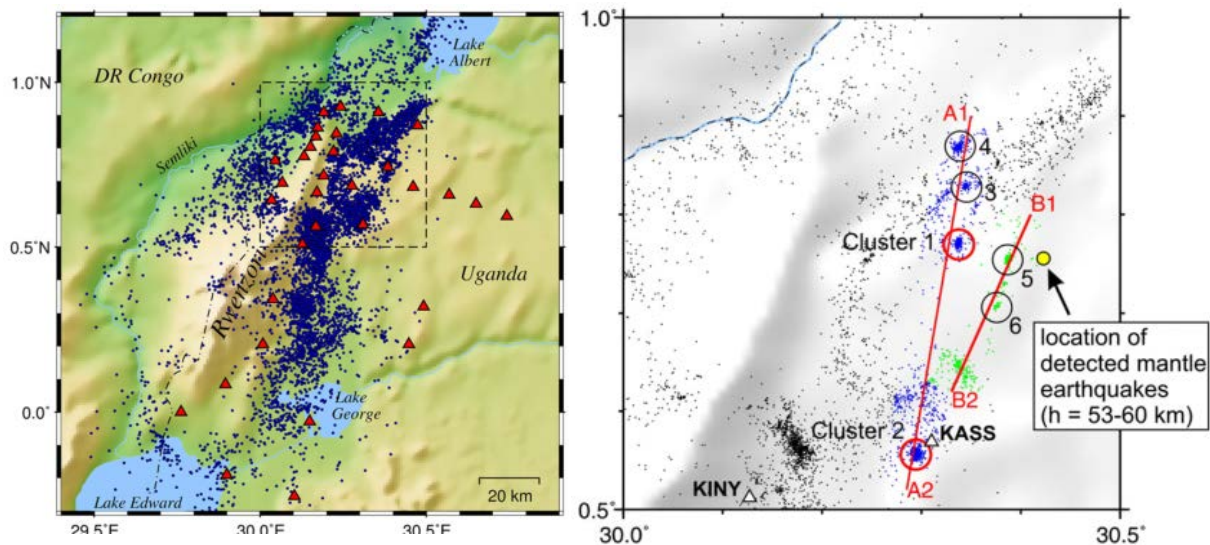 DR Congo
Lake
Albert
Semliki
Rwenzori
Uganda
Lake
George
Lake Edward
20 km
1.0°N
0.5°N
0.0°
29.5°E
30.0°E
30.5°E
1.0°
0.5°
30.0°
30.5°
A1
4,
3
B1
Cluster 1
5
6
location of
detected mantle
earthquakes
(h = 53-60 km)
B2
Cluster 2
KASS
KINY
A2